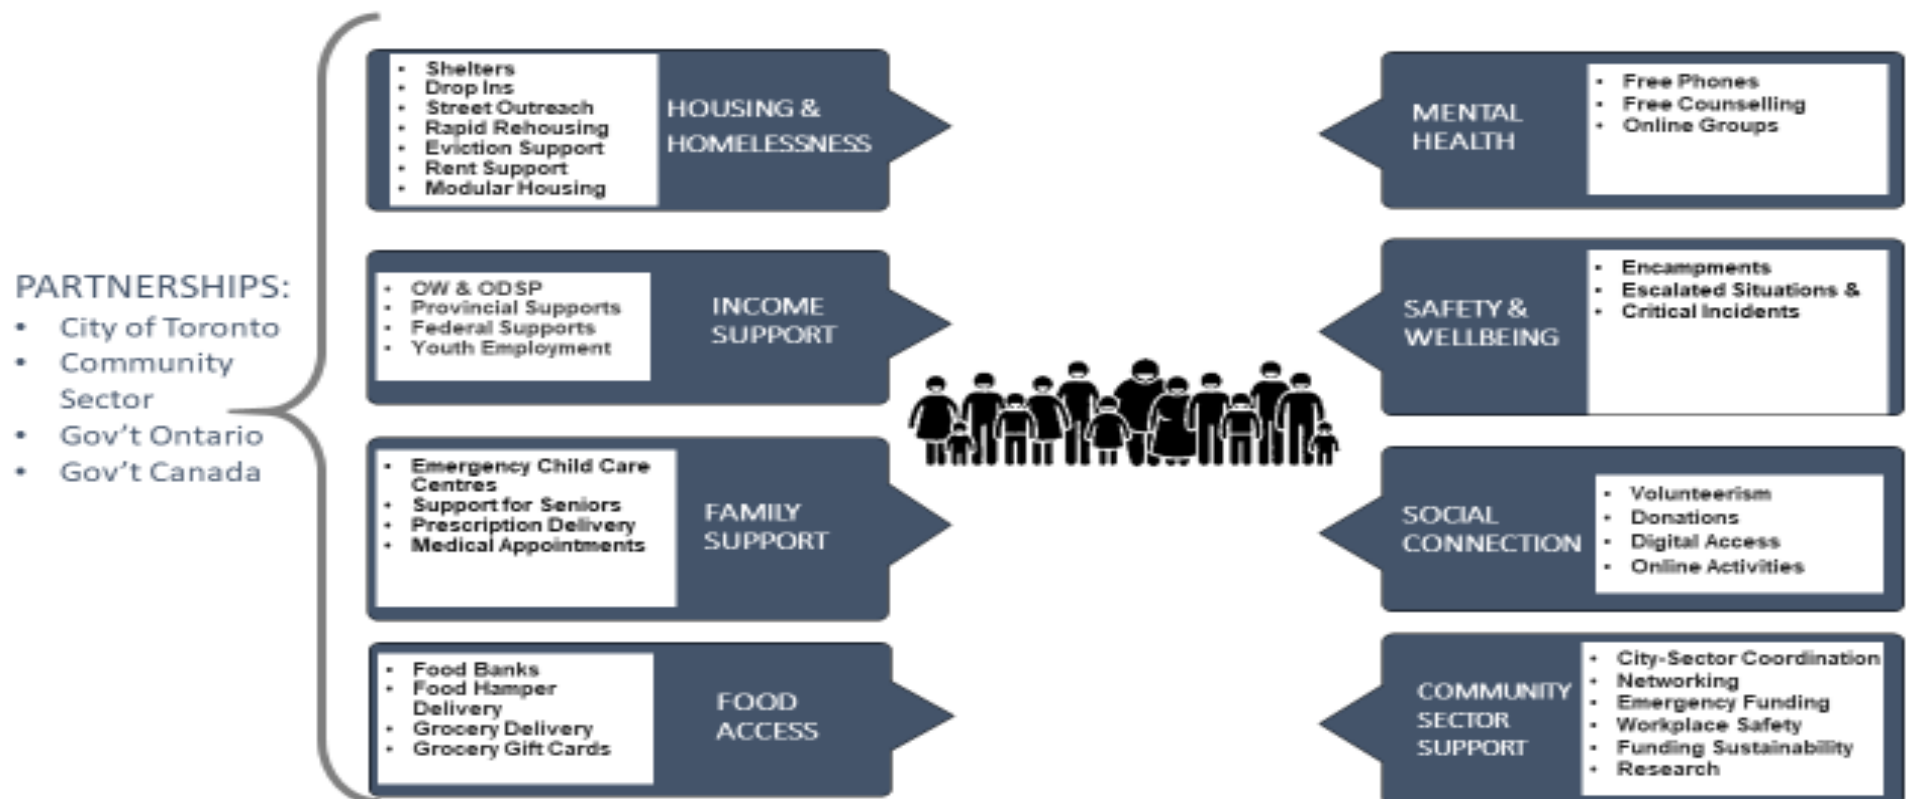 PARTNERSHIPS:
• City of Toronto
• Community
Sector
• Gov't Ontario
• Gov't Canada
• Shelters
• Drop Ins
• Street Outreach
• Rapid Rehousing
• Eviction Support
• Rent Support
• Modular Housing
HOUSING &
HOMELESSNESS
• OW & ODSP
• Provincial Supports
• Federal Supports
• Youth Employment
INCOME
SUPPORT
• Emergency Child Care
Centres
• Support for Seniors
• Prescription Delivery
• Medical Appointments
FAMILY
SUPPORT
• Food Banks
• Food Hamper
Delivery
• Grocery Delivery
• Grocery Gift Cards
FOOD
ACCESS
MENTAL
HEALTH
• Free Phones
• Free Counselling
• Online Groups
SAFETY &
WELLBEING
• Encampments
• Escalated Situations &
• Critical Incidents
SOCIAL
CONNECTION
• Volunteerism
• Donations
• Digital Access
• Online Activities
COMMUNITY
SECTOR
SUPPORT
• City-Sector Coordination
• Networking
• Emergency Funding
• Workplace Safety
• Funding Sustainability
• Research